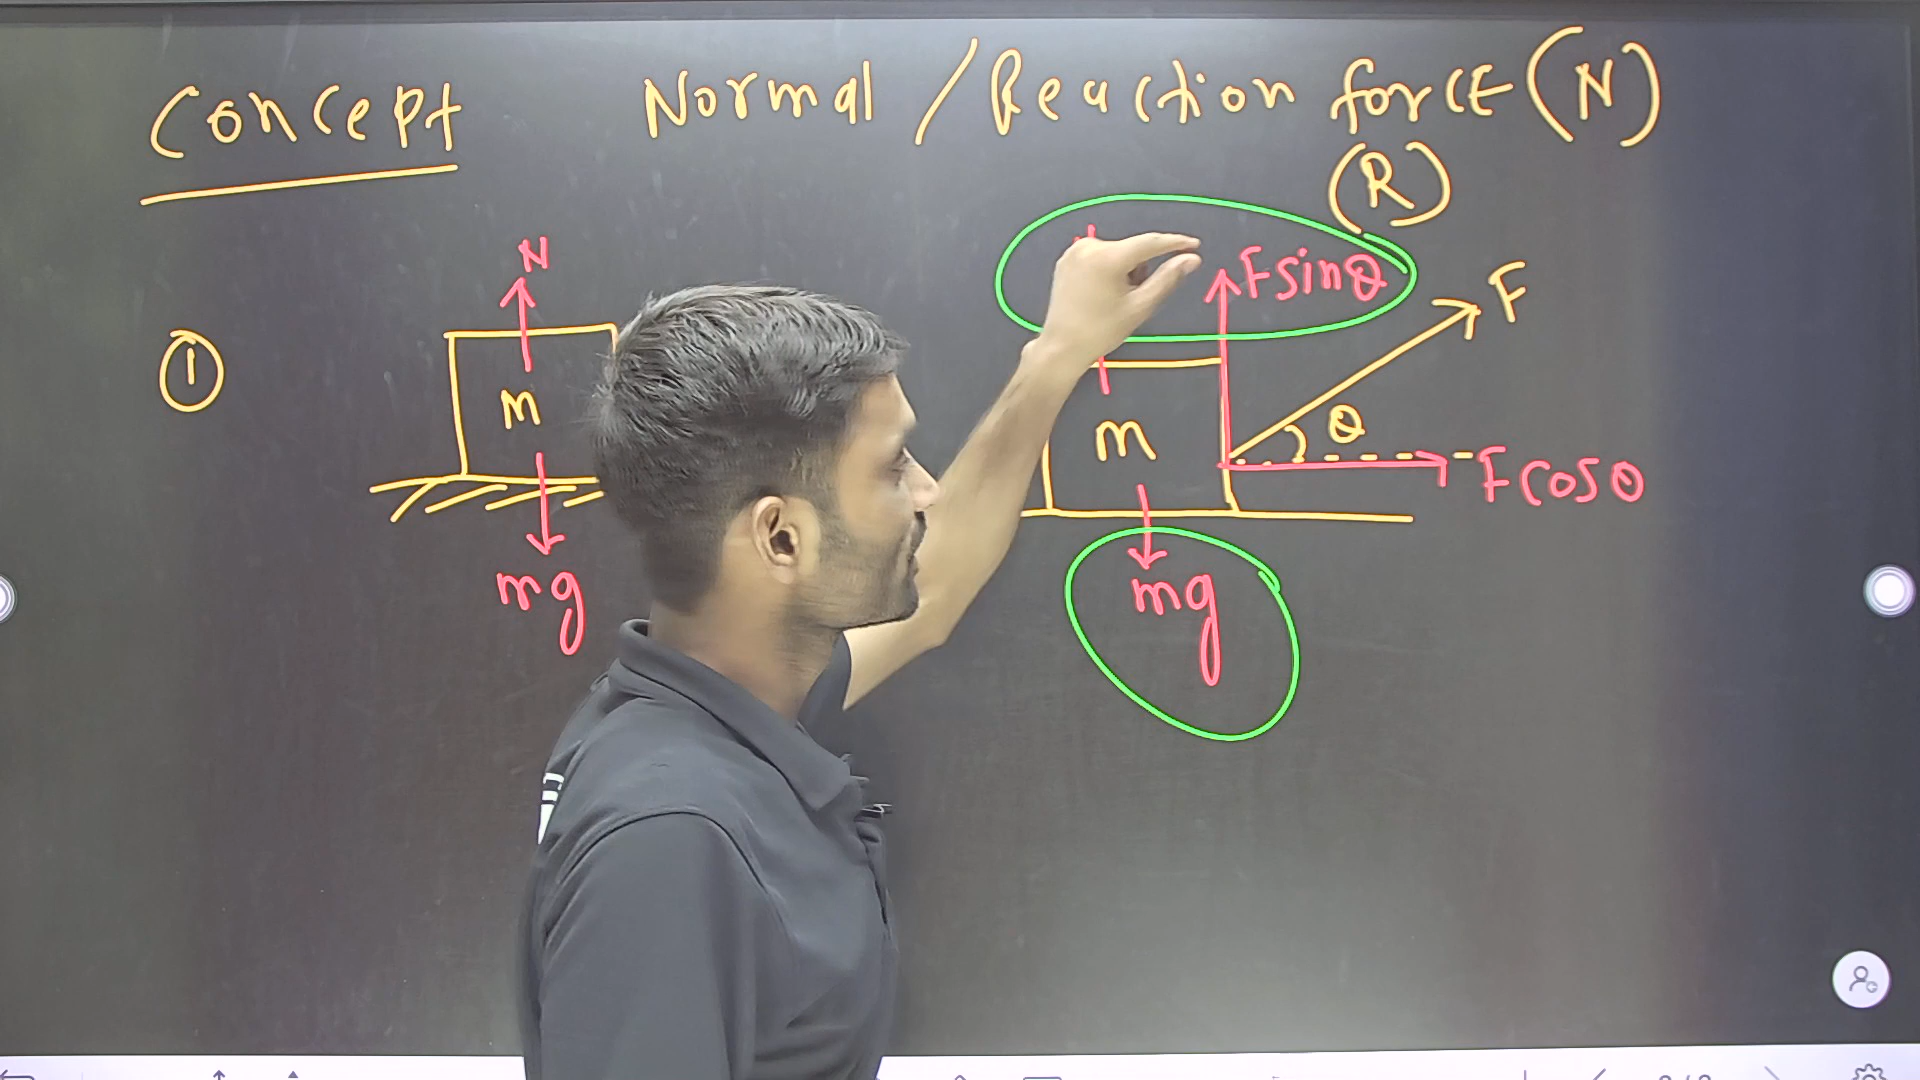 Concept Normal / Reaction force (N)
(R)
N
Fsinθ
F
①
m
m
θ
Fcosθ
mg
mg